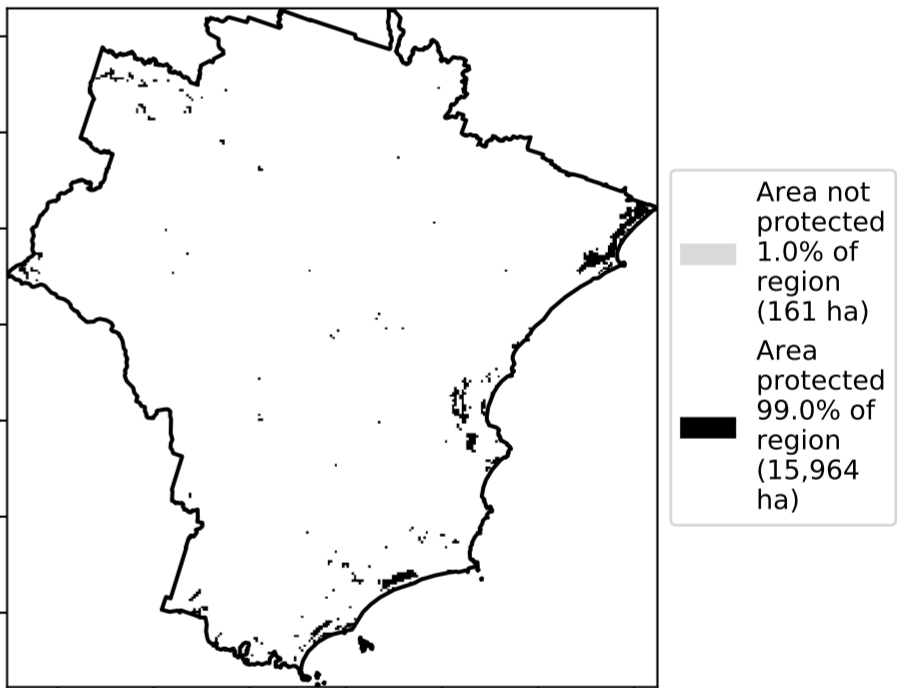 Area not
protected
1.0% of
region
(161 ha)
Area
protected
99.0% of
region
(15,964
ha)